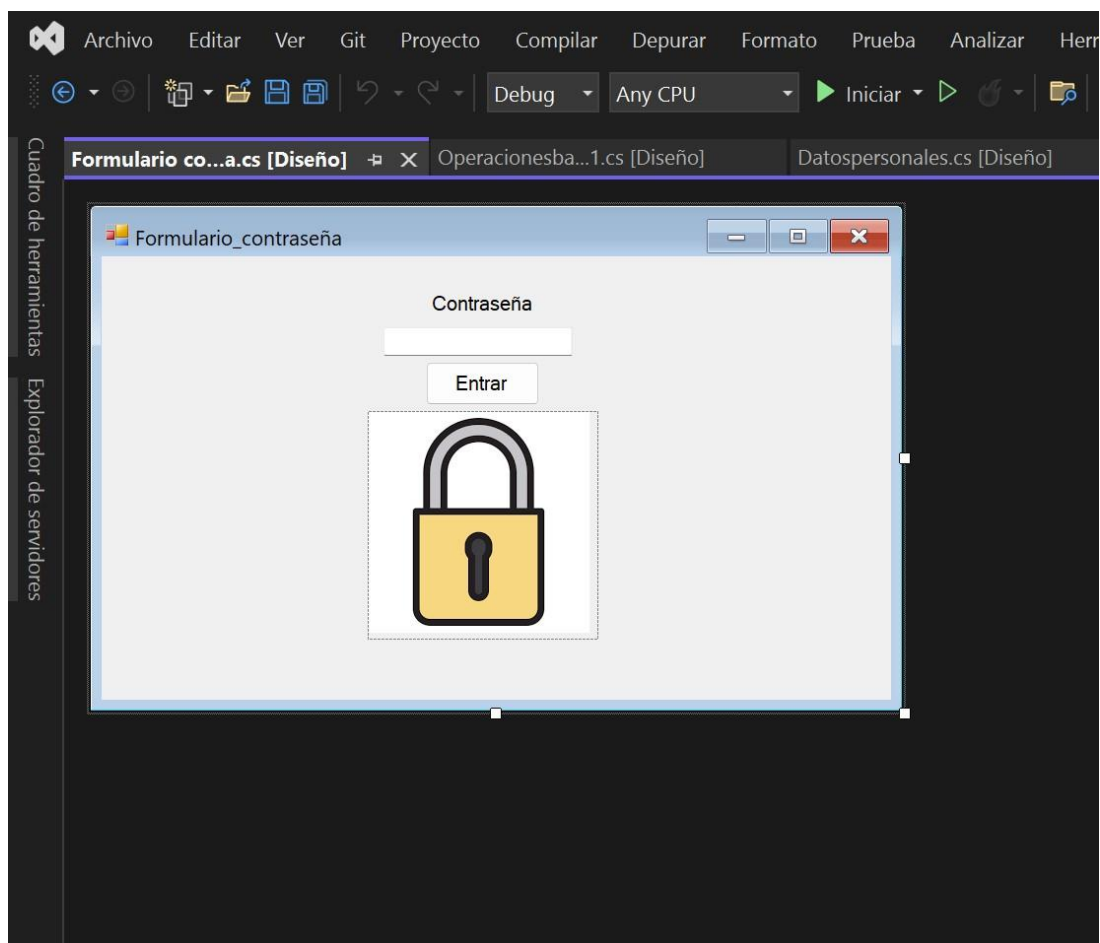 Archivo Editar Ver Git Proyecto Compilar Depurar Formato Prueba Analizar Herr
Debug Any CPU Iniciar
Cuadro de herramientas
Explorador de servidores
Formulario co...a.cs [Diseño] Operacionesba...1.cs [Diseño] Datospersonales.cs [Diseño]
Formulario_contraseña
Contraseña
Entrar